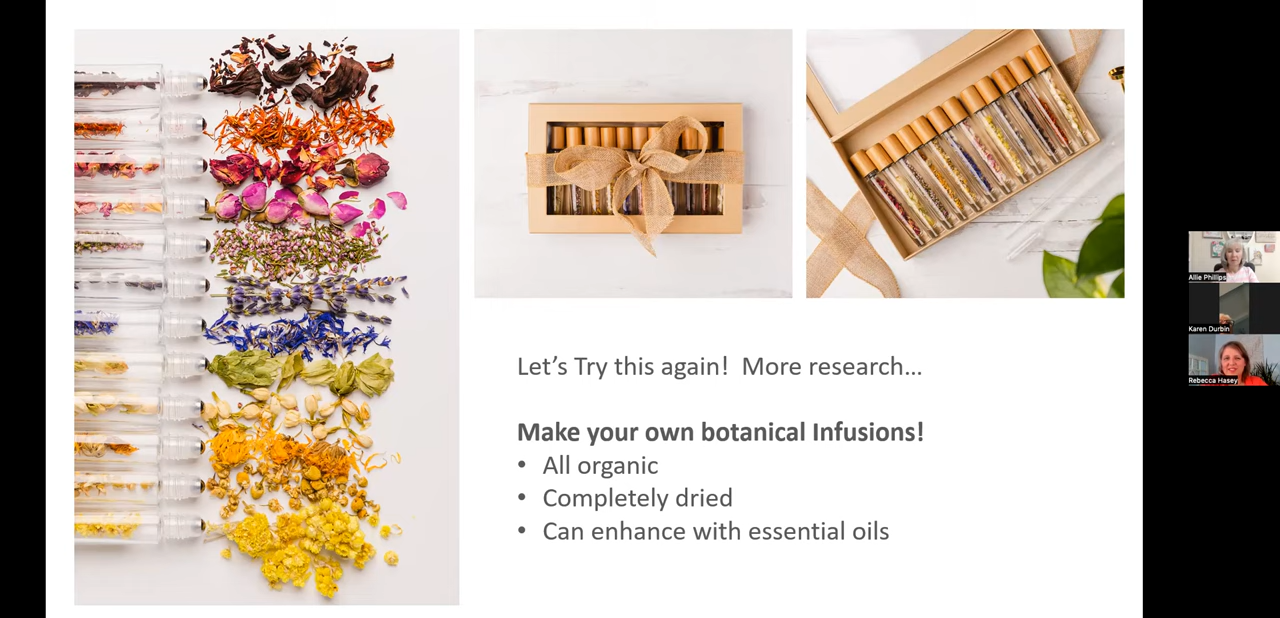 Let's Try this again!  More research...
Make your own botanical Infusions!
• All organic
• Completely dried
• Can enhance with essential oils
Allie Phillips
Karen Durbin
Rebecca Hasey